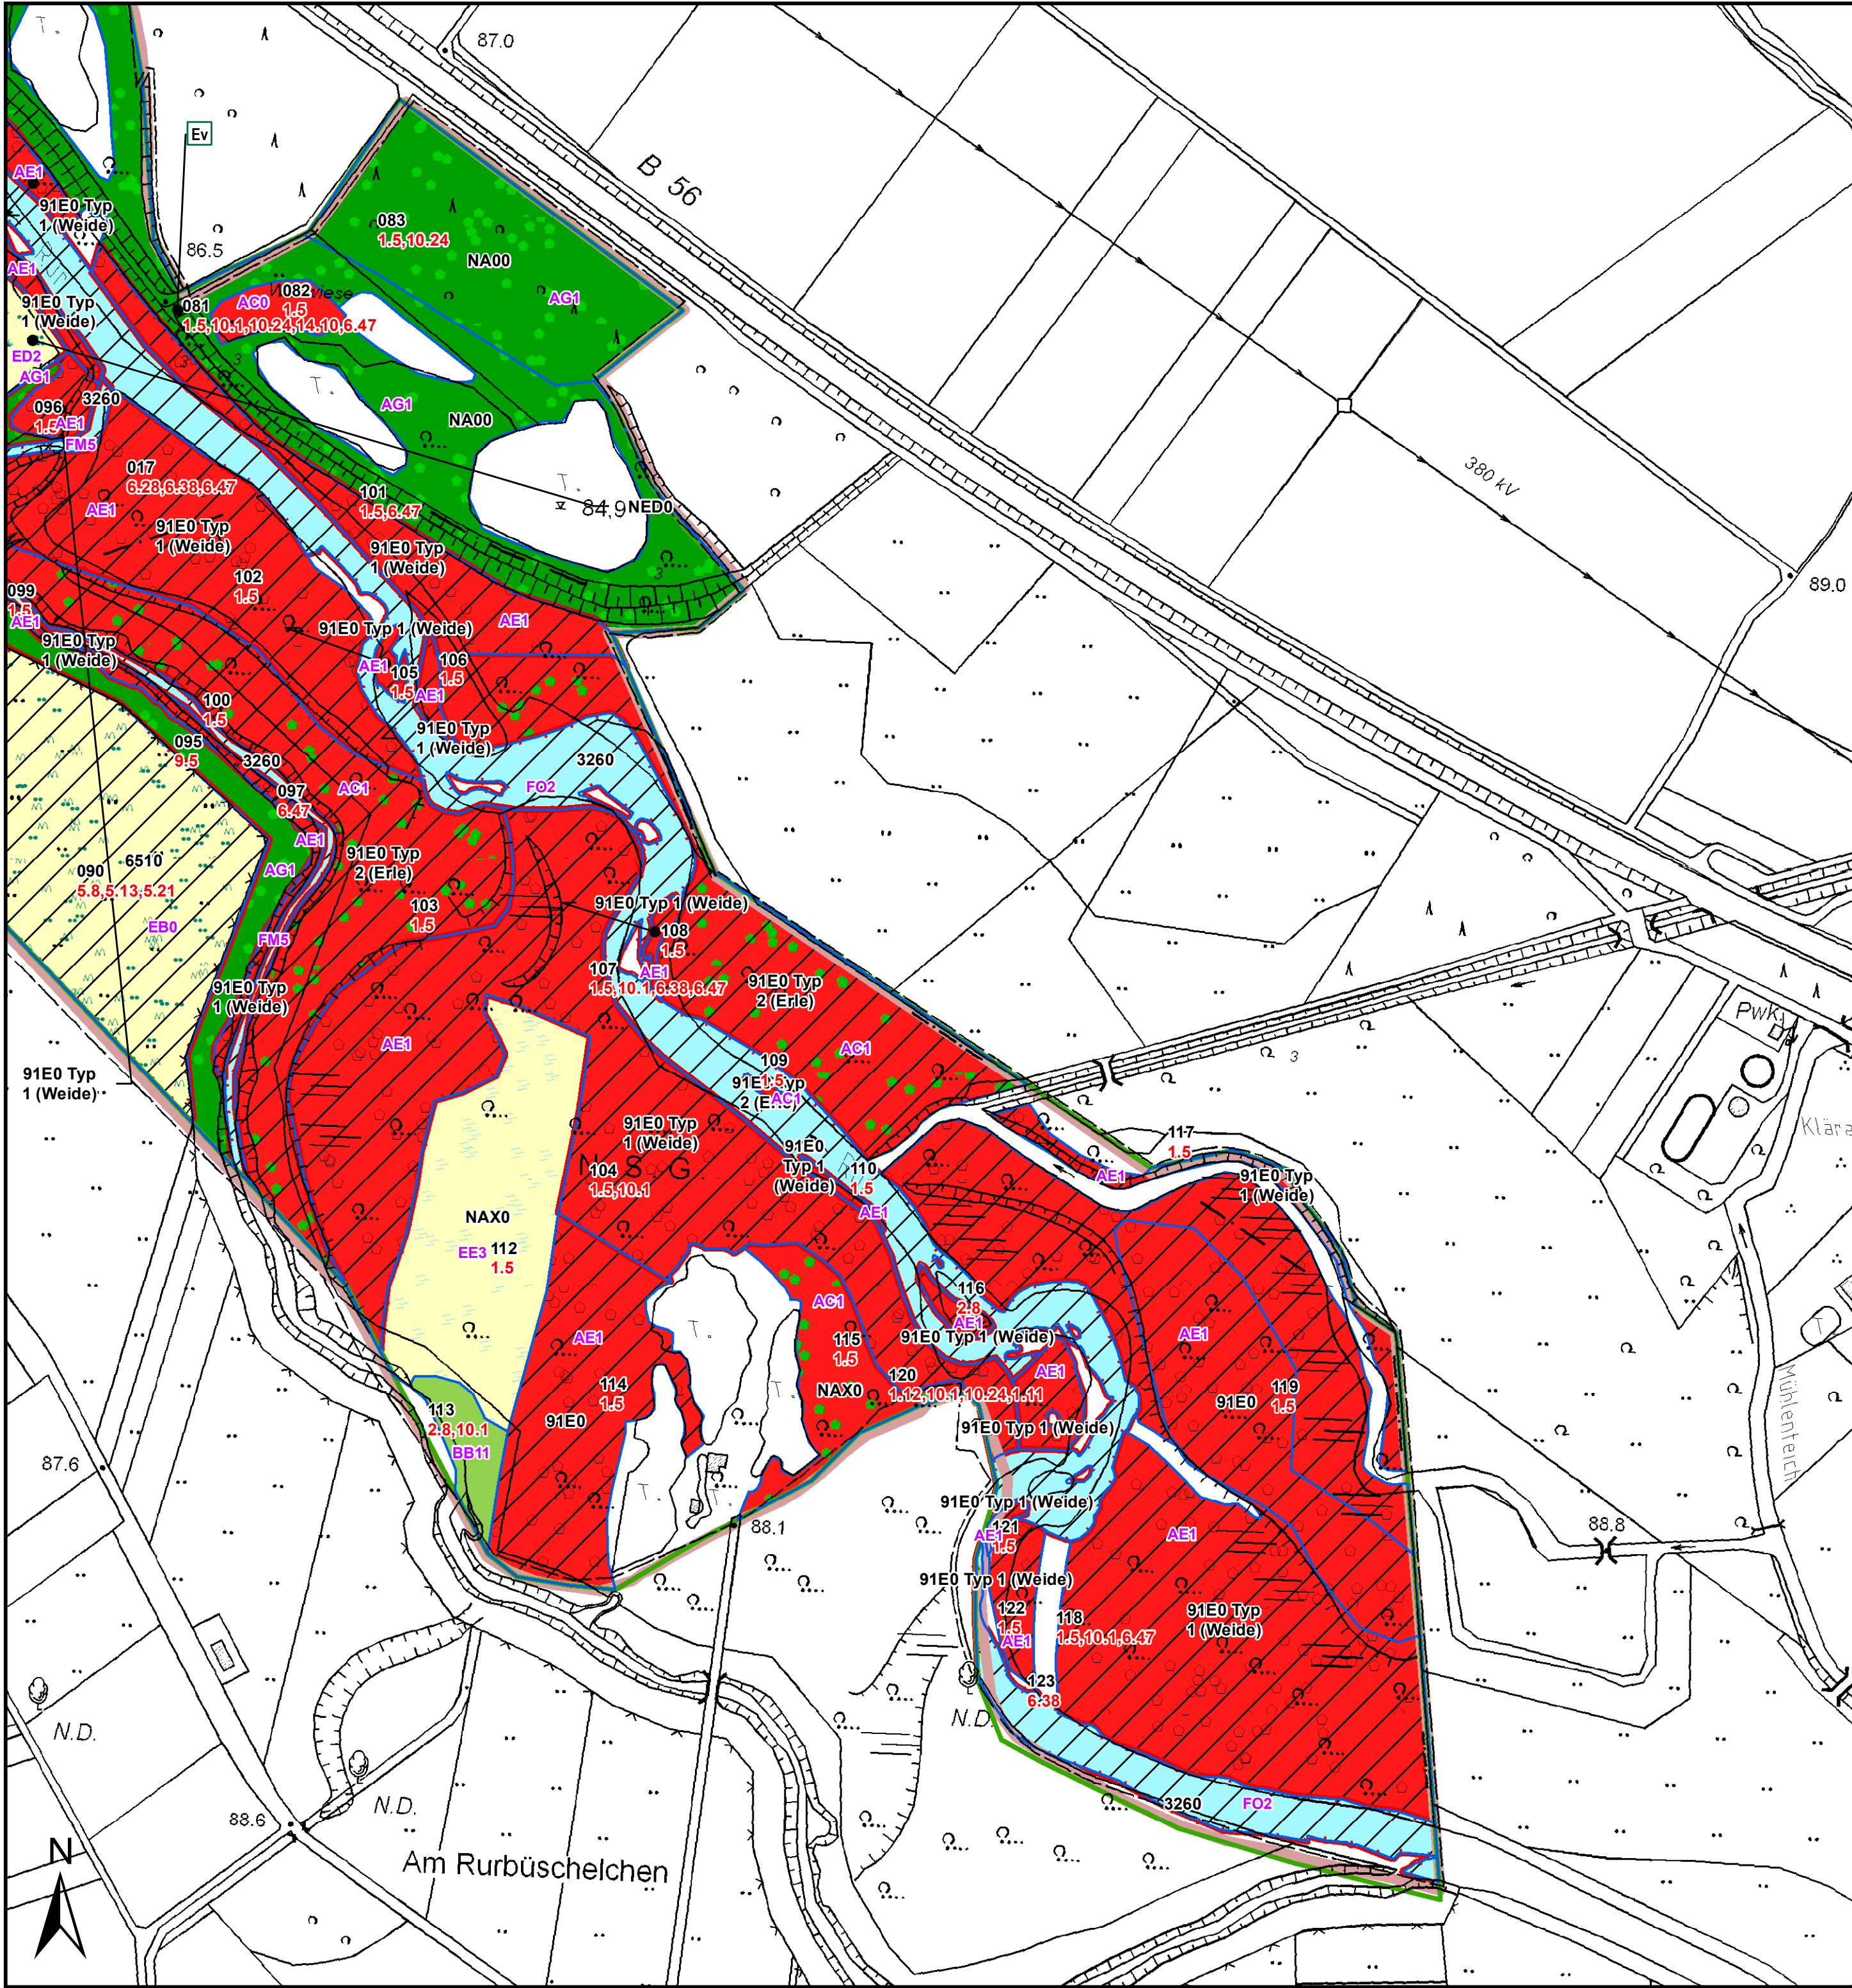 T.
87.0
B 56
Ev
AE1
91E0 Typ
1 (Weide)
86.5
083
1.5,10.24
NA00
AG1
AE1
91E0 Typ
1 (Weide)
081
1.5,10.1,10.24,14.10,6.47
AC0
082
1.5
ED2
AG1
T.
AG1
NA00
096
1.5
AE1
3260
FM5
380 kV
017
6.28,6.38,6.47
AE1
91E0 Typ
1 (Weide)
101
1.5,6.47
T.
84,9
NED0
91E0 Typ
1 (Weide)
89.0
102
1.5
099
1.5
AE1
91E0 Typ
1 (Weide)
91E0 Typ 1 (Weide)
AE1
AE1
105
1.5
AE1
106
1.5
100
1.5
095
9.5
3260
91E0 Typ
1 (Weide)
3260
FO2
AC1
097
6.47
AE1
91E0 Typ
2 (Erle)
AG1
6510
090
5.8,5.13,5.21
EB0
103
1.5
FM5
91E0 Typ 1 (Weide)
108
1.5
107
AE1
1.5,10.1,6.38,6.47
91E0 Typ
2 (Erle)
91E0 Typ
1 (Weide)
AE1
AC1
Pwk.
3
109
1.5
91E0 Typ
2 (Erle)
AC1
91E0 Typ
1 (Weide)
91E0 Typ
1 (Weide)
Klära
117
1.5
91E0
Typ 1
(Weide)
N. S. G.
104
1.5,10.1
110
1.5
AE1
AE1
91E0 Typ
1 (Weide)
NAX0
EE3
112
1.5
116
2.8
AE1
91E0 Typ 1 (Weide)
AC1
AE1
115
1.5
T.
AE1
T
Mühlenteich
AE1
114
1.5
NAX0
T.
120
1.12,10.1,10.24,1.11
91E0
119
1.5
113
2.8,10.1
BB11
91E0
91E0 Typ 1 (Weide)
87.6
T.
T.
88.1
91E0 Typ 1 (Weide)
AE1
121
1.5
AE1
88.8
91E0 Typ 1 (Weide)
122
1.5
AE1
118
1.5,10.1,6.47
91E0 Typ
1 (Weide)
123
6.38
N.D.
N.D.
N.D.
88.6
3260
FO2
N
Am Rurbüschelchen